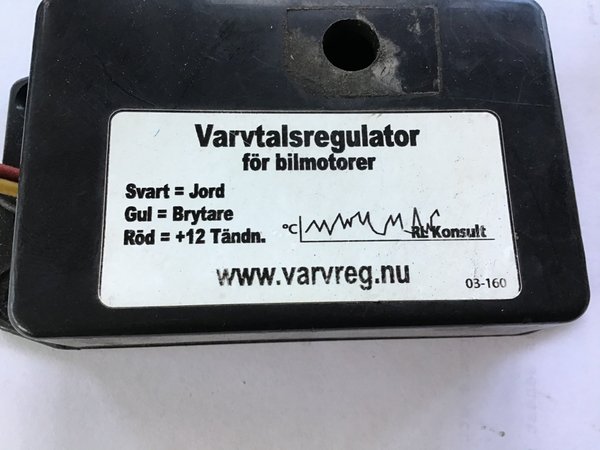 Varvtalsregulator
för bilmotorer
Svart = Jord
Gul = Brytare
Röd = +12 Tändn.
°C RL Konsult
www.varvreg.nu
03-160